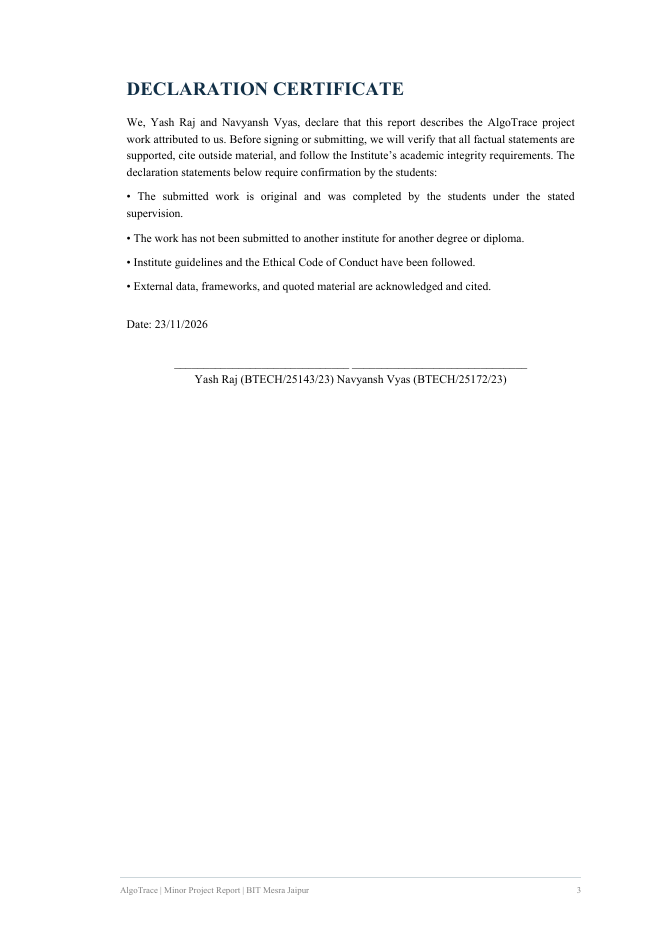 DECLARATION CERTIFICATE
We, Yash Raj and Navyansh Vyas, declare that this report describes the AlgoTrace project
work attributed to us. Before signing or submitting, we will verify that all factual statements are
supported, cite outside material, and follow the Institute’s academic integrity requirements. The
declaration statements below require confirmation by the students:
• The submitted work is original and was completed by the students under the stated
supervision.
• The work has not been submitted to another institute for another degree or diploma.
• Institute guidelines and the Ethical Code of Conduct have been followed.
• External data, frameworks, and quoted material are acknowledged and cited.
Date: 23/11/2026
Yash Raj (BTECH/25143/23) Navyansh Vyas (BTECH/25172/23)
AlgoTrace | Minor Project Report | BIT Mesra Jaipur 3